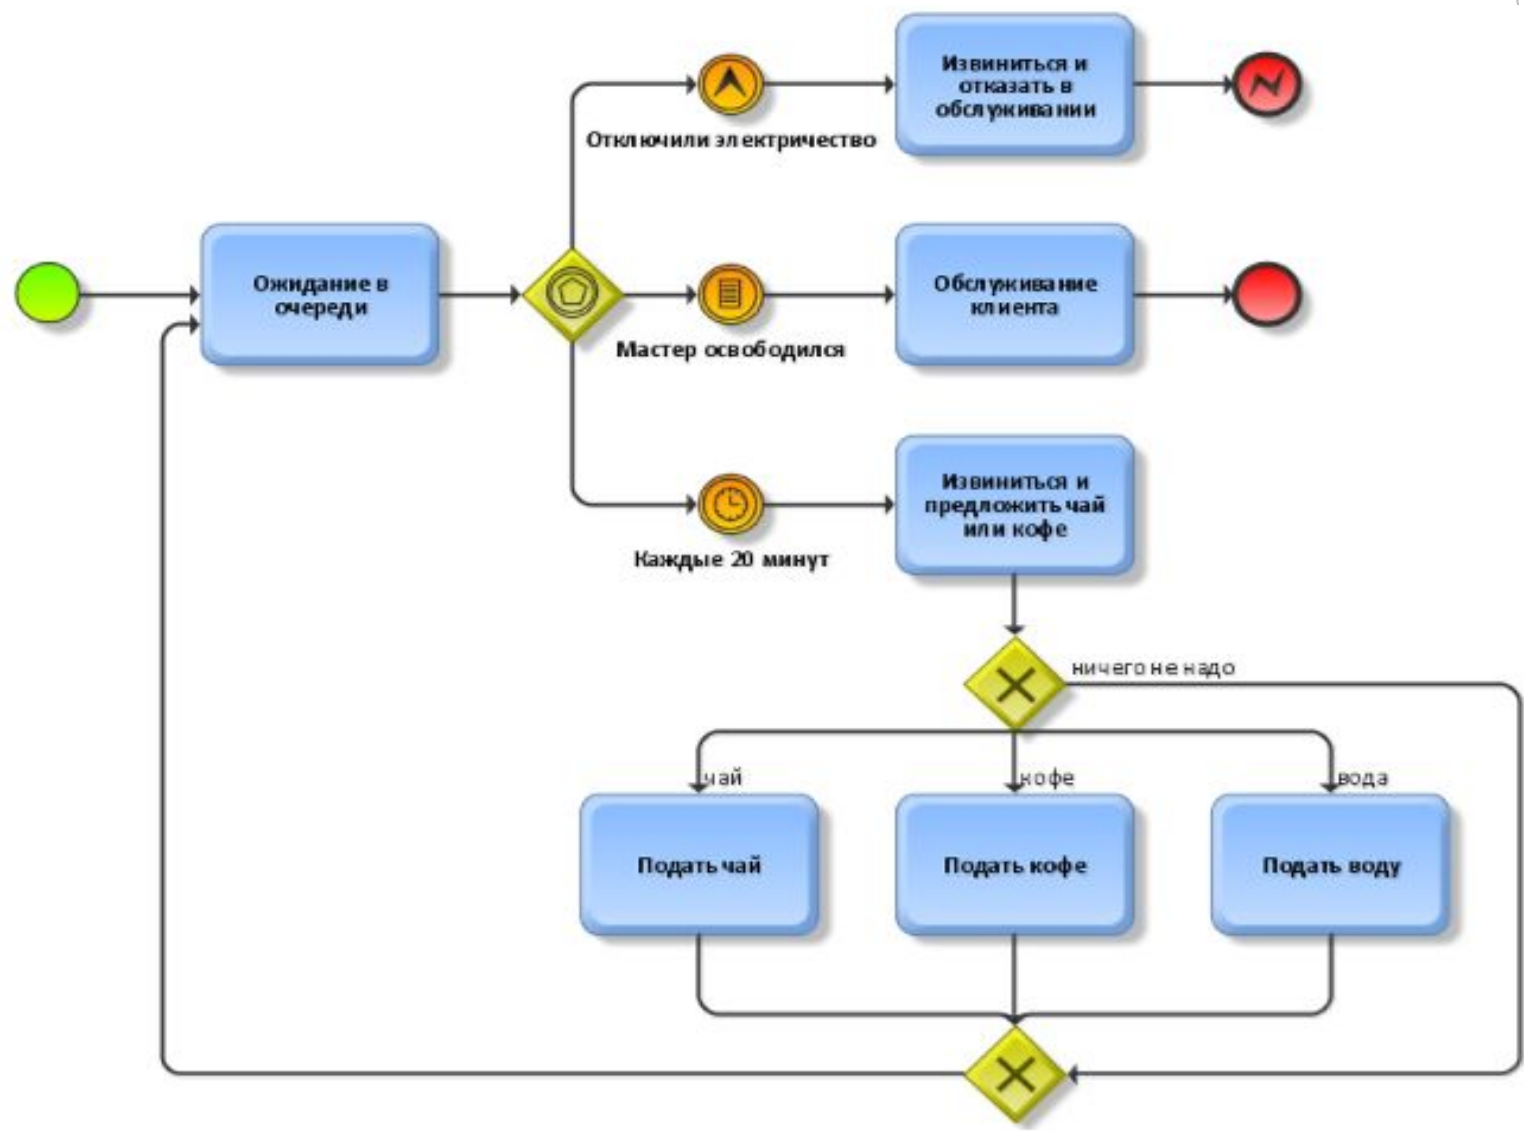 Извиниться и
отказать в
обслуживании
Отключили электричество
Ожидание в
очереди
Обслуживание
клиента
Мастер освободился
Извиниться и
предложить чай
или кофе
Каждые 20 минут
ничего не надо
чай
кофе
вода
Подать чай
Подать кофе
Подать воду